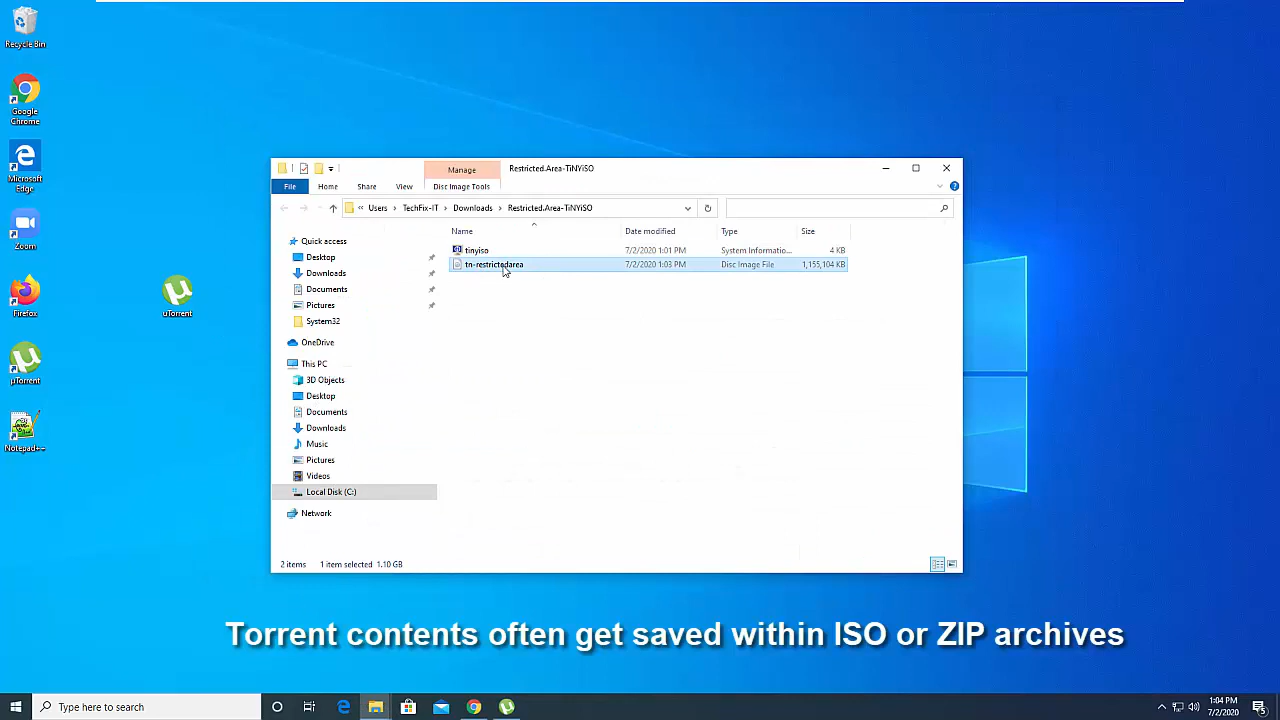 Recycle Bin
Google
Chrome
Microsoft
Edge
Zoom
Firefox
µTorrent
Notepad++
uTorrent
Manage
Restricted.Area-TiNYiSO
File
Home
Share
View
Disc Image Tools
Users
TechFix-IT
Downloads
Restricted.Area-TiNYiSO
Name
Date modified
Type
Size
tinyiso
7/2/2020 1:01 PM
System Informatio...
4 KB
tn-restrictedarea
7/2/2020 1:03 PM
Disc Image File
1,155,104 KB
Quick access
Desktop
Downloads
Documents
Pictures
System32
OneDrive
This PC
3D Objects
Desktop
Documents
Downloads
Music
Pictures
Videos
Local Disk (C:)
Network
2 items
1 item selected 1.10 GB
Torrent contents often get saved within ISO or ZIP archives
Type here to search
1:04 PM
7/2/2020